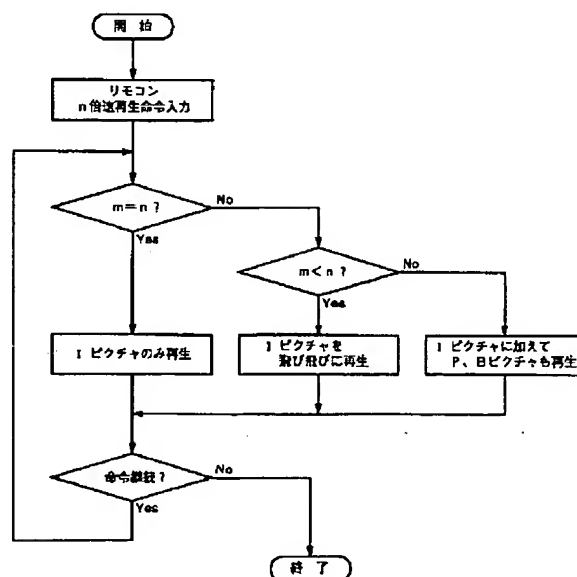 開始
リモコン
n倍速再生命令入力
m=n?
No
Yes
m<n?
No
Yes
I ピクチャのみ再生
I ピクチャを
飛び飛びに再生
I ピクチャに加えて
P、Bピクチャも再生
命令継続?
No
Yes
終了